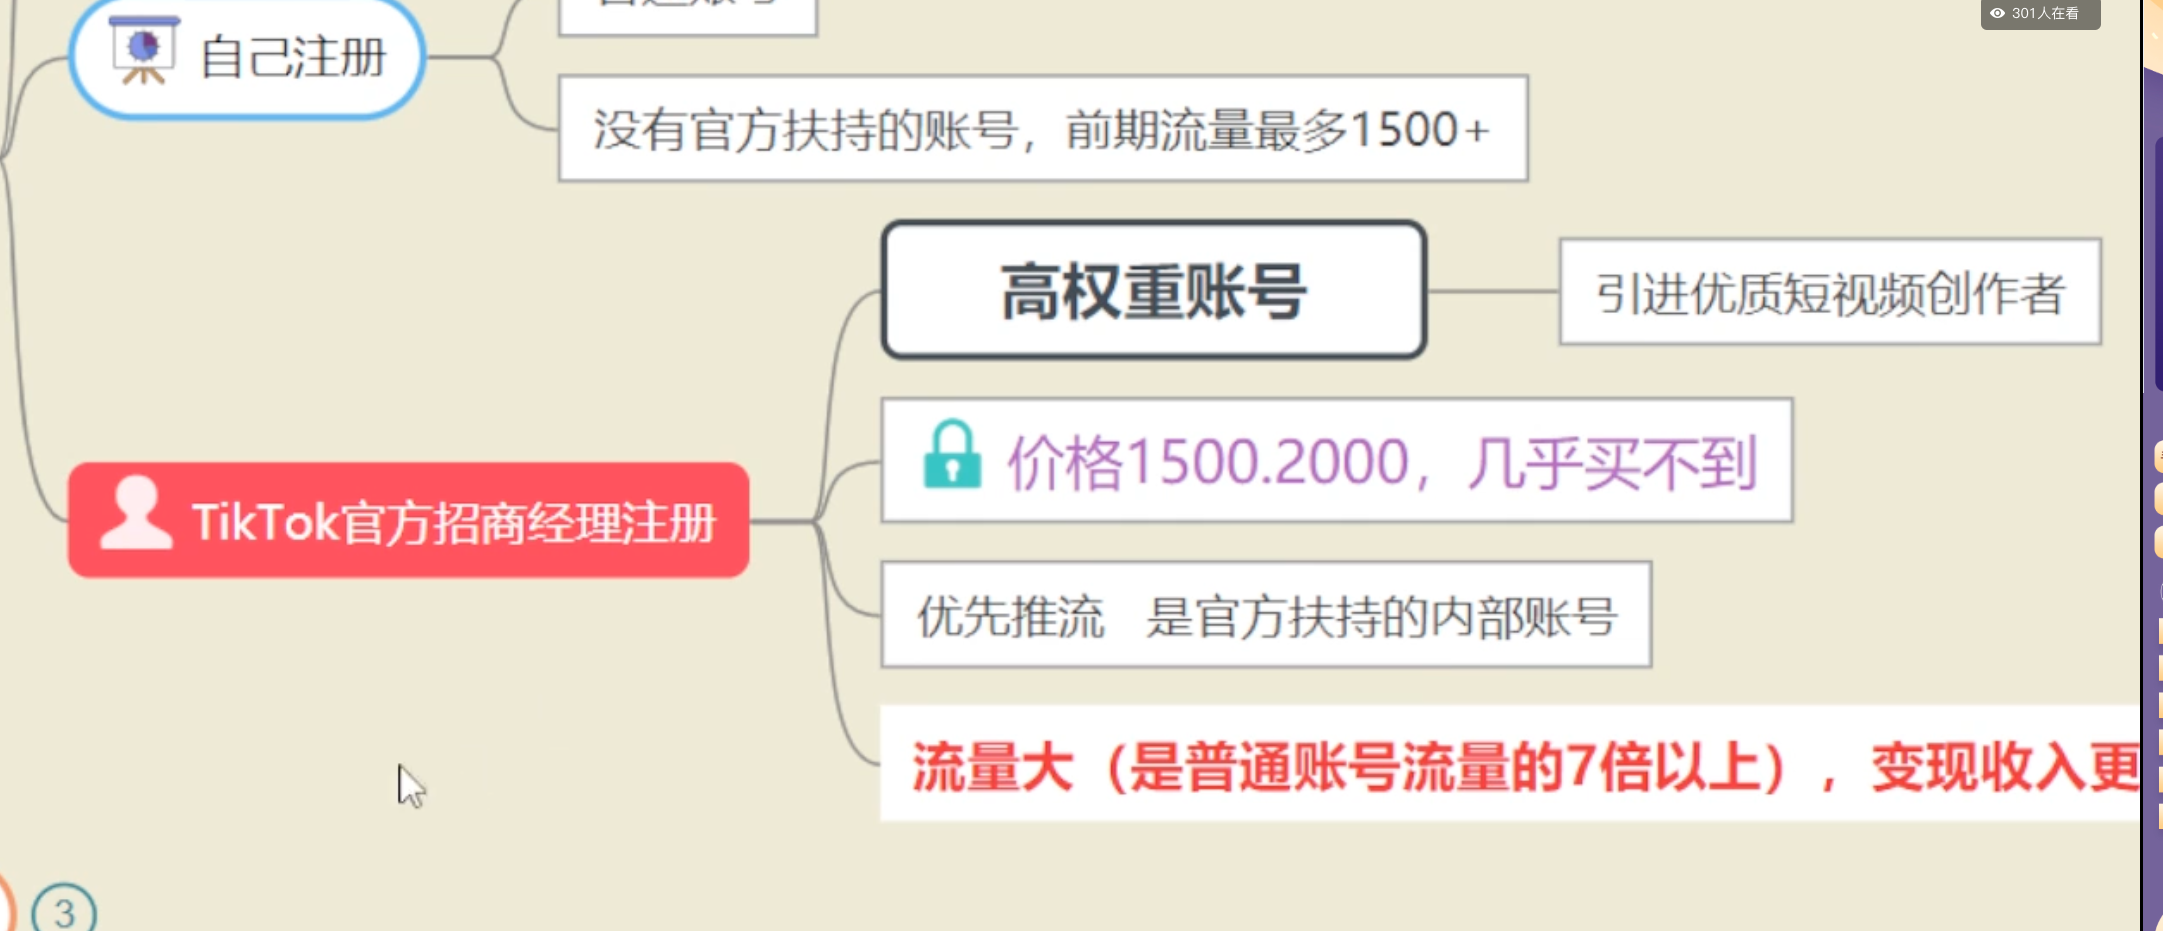 301人在看
自己注册
没有官方扶持的账号，前期流量最多1500+
高权重账号
引进优质短视频创作者
价格1500.2000，几乎买不到
TikTok官方招商经理注册
优先推流 是官方扶持的内部账号
流量大（是普通账号流量的7倍以上），变现收入更
3